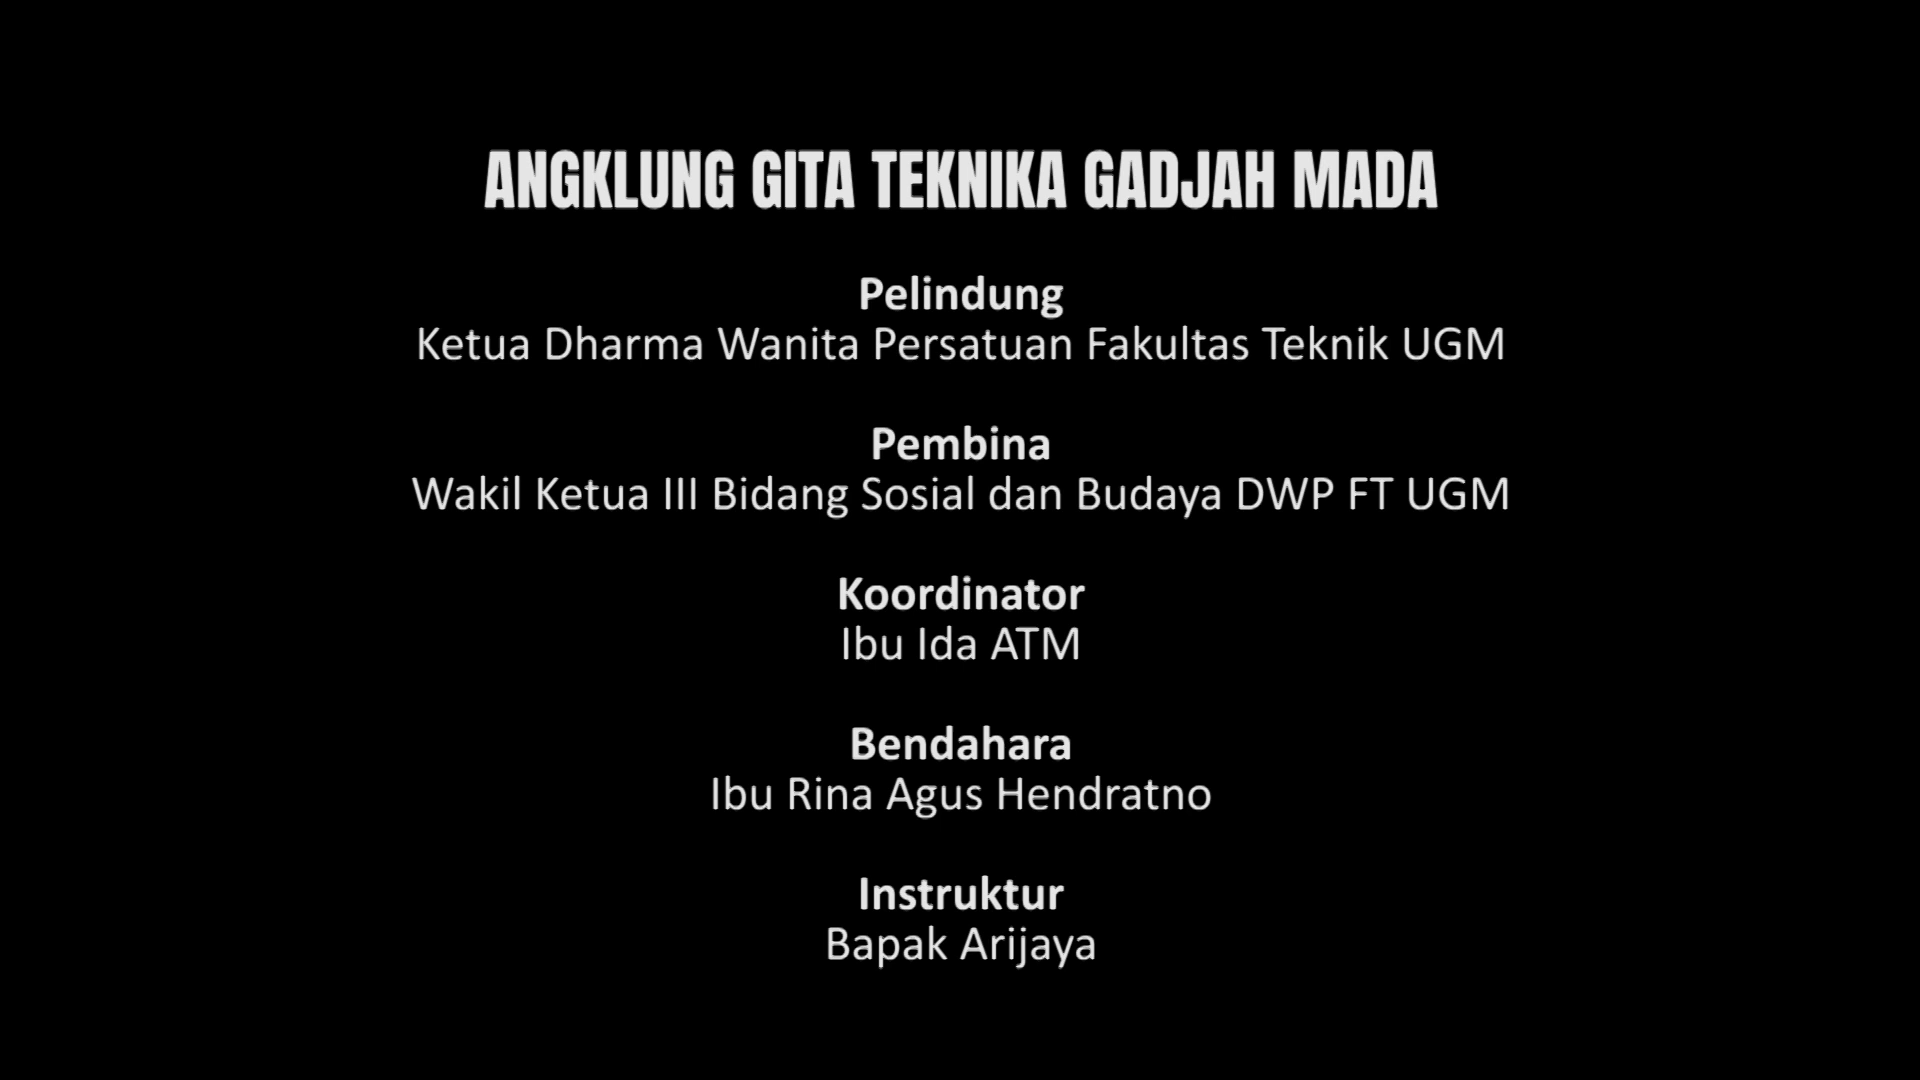 ANGKLUNG GITA TEKNIKA GADJAH MADA
Pelindung
Ketua Dharma Wanita Persatuan Fakultas Teknik UGM
Pembina
Wakil Ketua III Bidang Sosial dan Budaya DWP FT UGM
Koordinator
Ibu Ida ATM
Bendahara
Ibu Rina Agus Hendratno
Instruktur
Bapak Arijaya